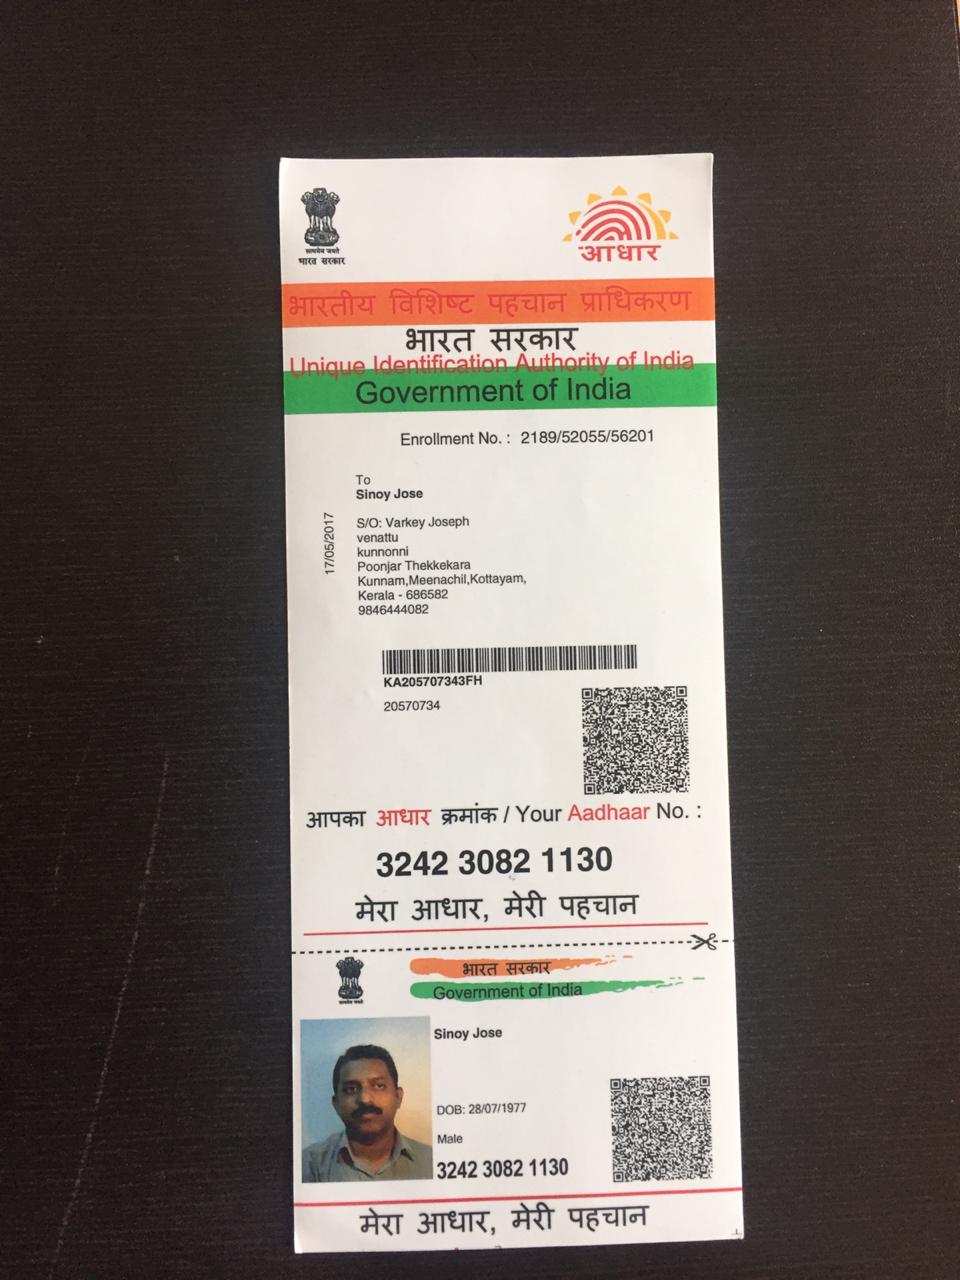 सत्यमेव जयते
भारत सरकार
आधार
भारतीय विशिष्ट पहचान प्राधिकरण
भारत सरकार
Unique Identification Authority of India
Government of India
Enrollment No. : 2189/52055/56201
17/05/2017
To
Sinoy Jose
S/O: Varkey Joseph
venattu
kunnonni
Poonjar Thekkekara
Kunnam,Meenachil,Kottayam,
Kerala - 686582
9846444082
KA205707343FH
20570734
आपका आधार क्रमांक / Your Aadhaar No. :
3242 3082 1130
मेरा आधार, मेरी पहचान
भारत सरकार
Government of India
सत्यमेव जयते
Sinoy Jose
DOB: 28/07/1977
Male
3242 3082 1130
मेरा आधार, मेरी पहचान